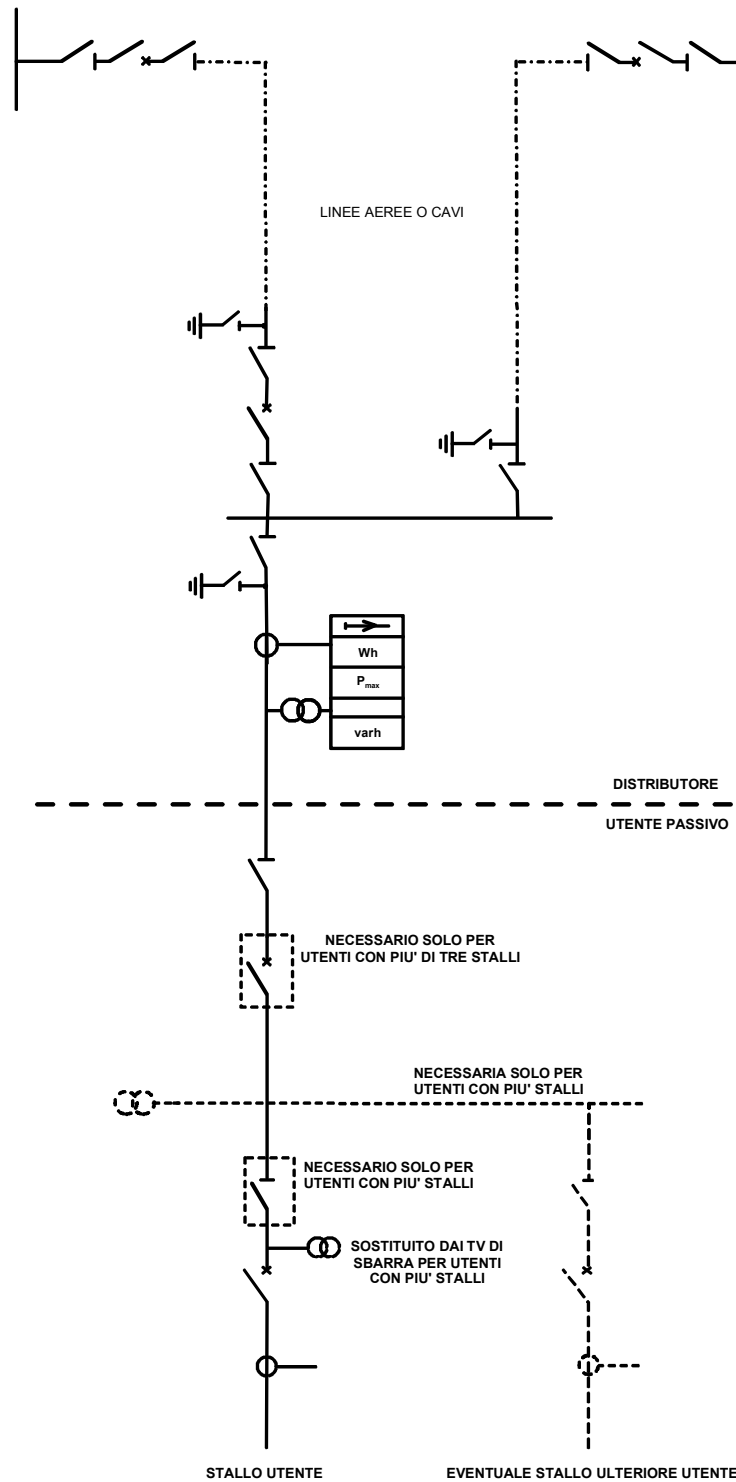 LINEE AEREE O CAVI
Wh
Pmax
varh
DISTRIBUTORE
UTENTE PASSIVO
NECESSARIO SOLO PER
UTENTI CON PIU' DI TRE STALLI
NECESSARIA SOLO PER
UTENTI CON PIU' STALLI
NECESSARIO SOLO PER
UTENTI CON PIU' STALLI
SOSTITUITO DAI TV DI
SBARRA PER UTENTI
CON PIU' STALLI
STALLO UTENTE
EVENTUALE STALLO ULTERIORE UTENTE